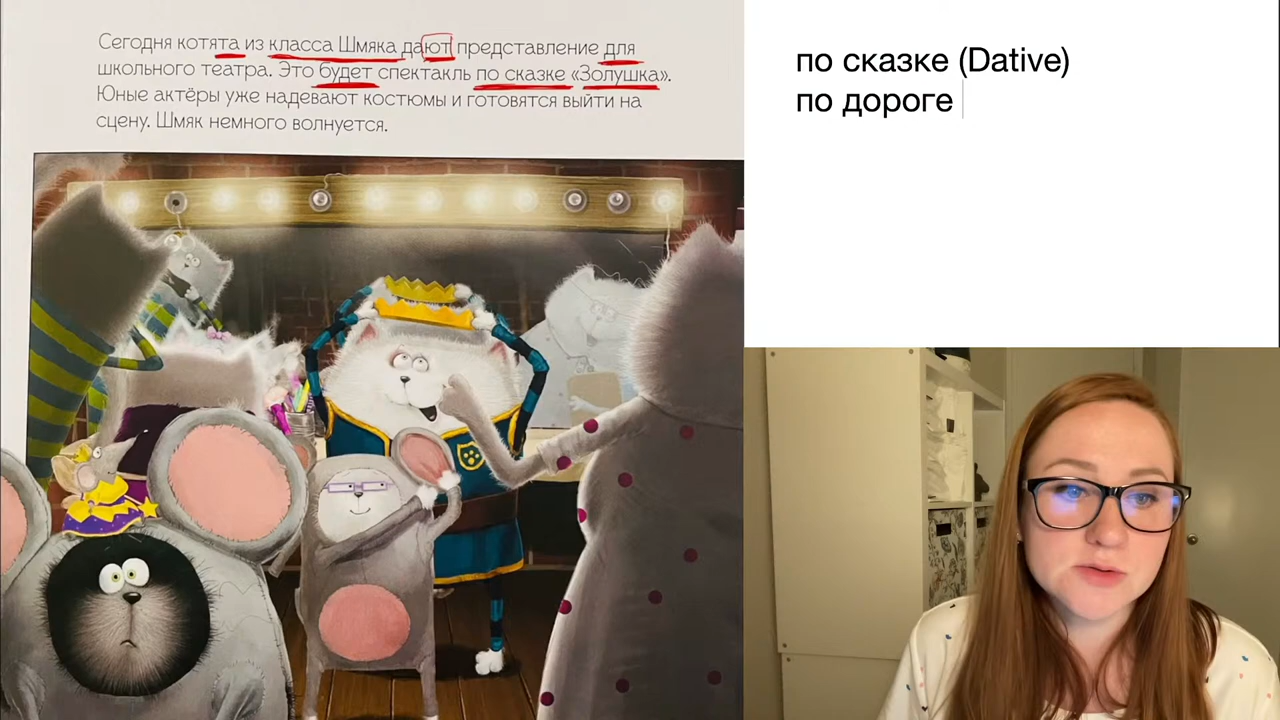 Сегодня котята из класса Шмяка дают представление для
школьного театра. Это будет спектакль по сказке «Золушка».
Юные актёры уже надевают костюмы и готовятся выйти на
сцену. Шмяк немного волнуется.
по сказке (Dative)
по дороге